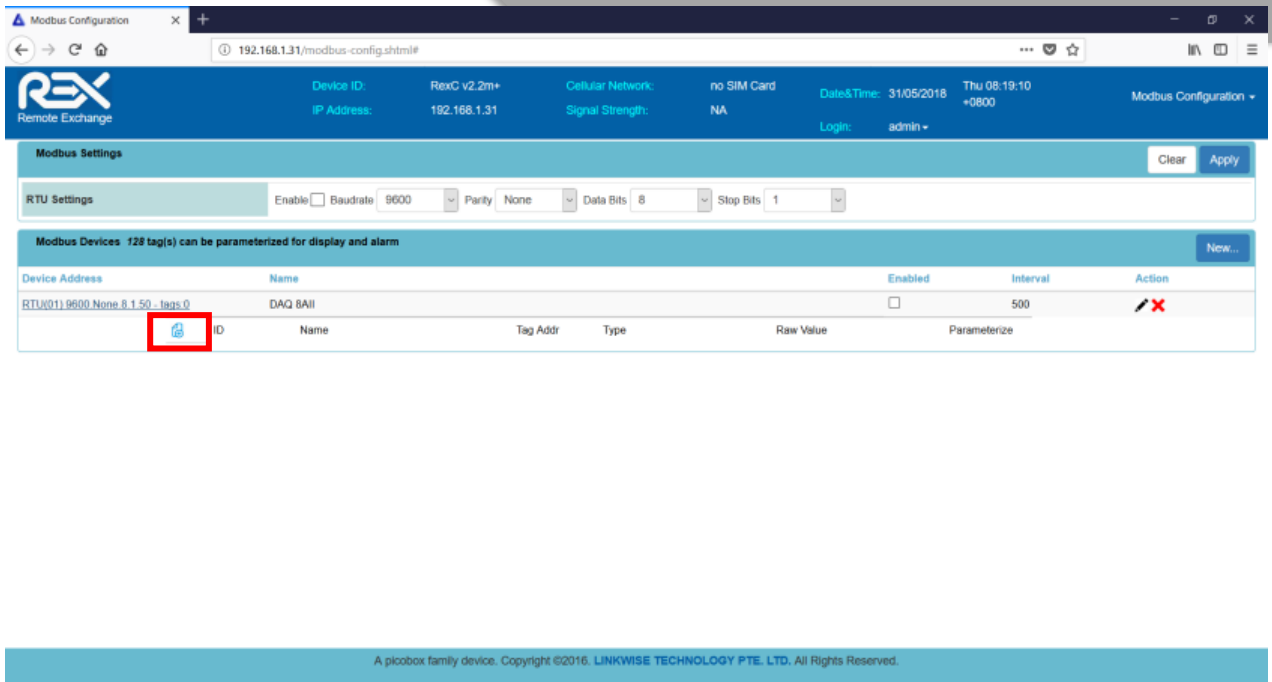 Modbus Configuration
192.168.1.31/modbus-config.shtml#
REX
Remote Exchange
Device ID: RexC v2.2m+ Cellular Network: no SIM Card Date&Time: 31/05/2018 Thu 08:19:10 +0800
IP Address: 192.168.1.31 Signal Strength: NA Login: admin
Modbus Configuration
Modbus Settings Clear Apply
RTU Settings Enable Baudrate 9600 Parity None Data Bits 8 Stop Bits 1
Modbus Devices 128 tag(s) can be parameterized for display and alarm New...
Device Address Name Enabled Interval Action
RTU(01) 9600.None.8.1.50 - tags:0 DAQ 8AII 500
ID Name Tag Addr Type Raw Value Parameterize
A picobox family device. Copyright ©2016. LINKWISE TECHNOLOGY PTE. LTD. All Rights Reserved.